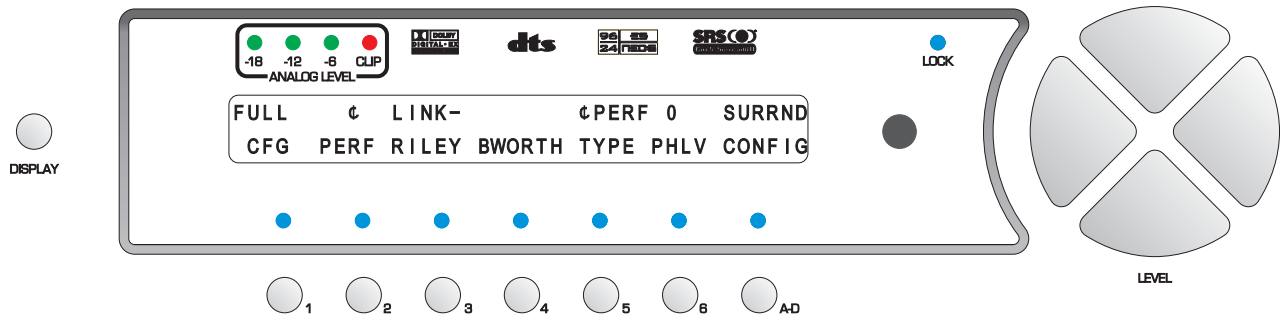 -18 -12 -6 CLIP
ANALOG LEVEL
DOLBY
DIGITAL·EX
dts
96
24
SRS
LOCK
FULL ¢ LINK- ¢PERF 0 SURRND
CFG PERF RILEY BWORTH TYPE PHLV CONFIG
DISPLAY
LEVEL
1 2 3 4 5 6 A-D